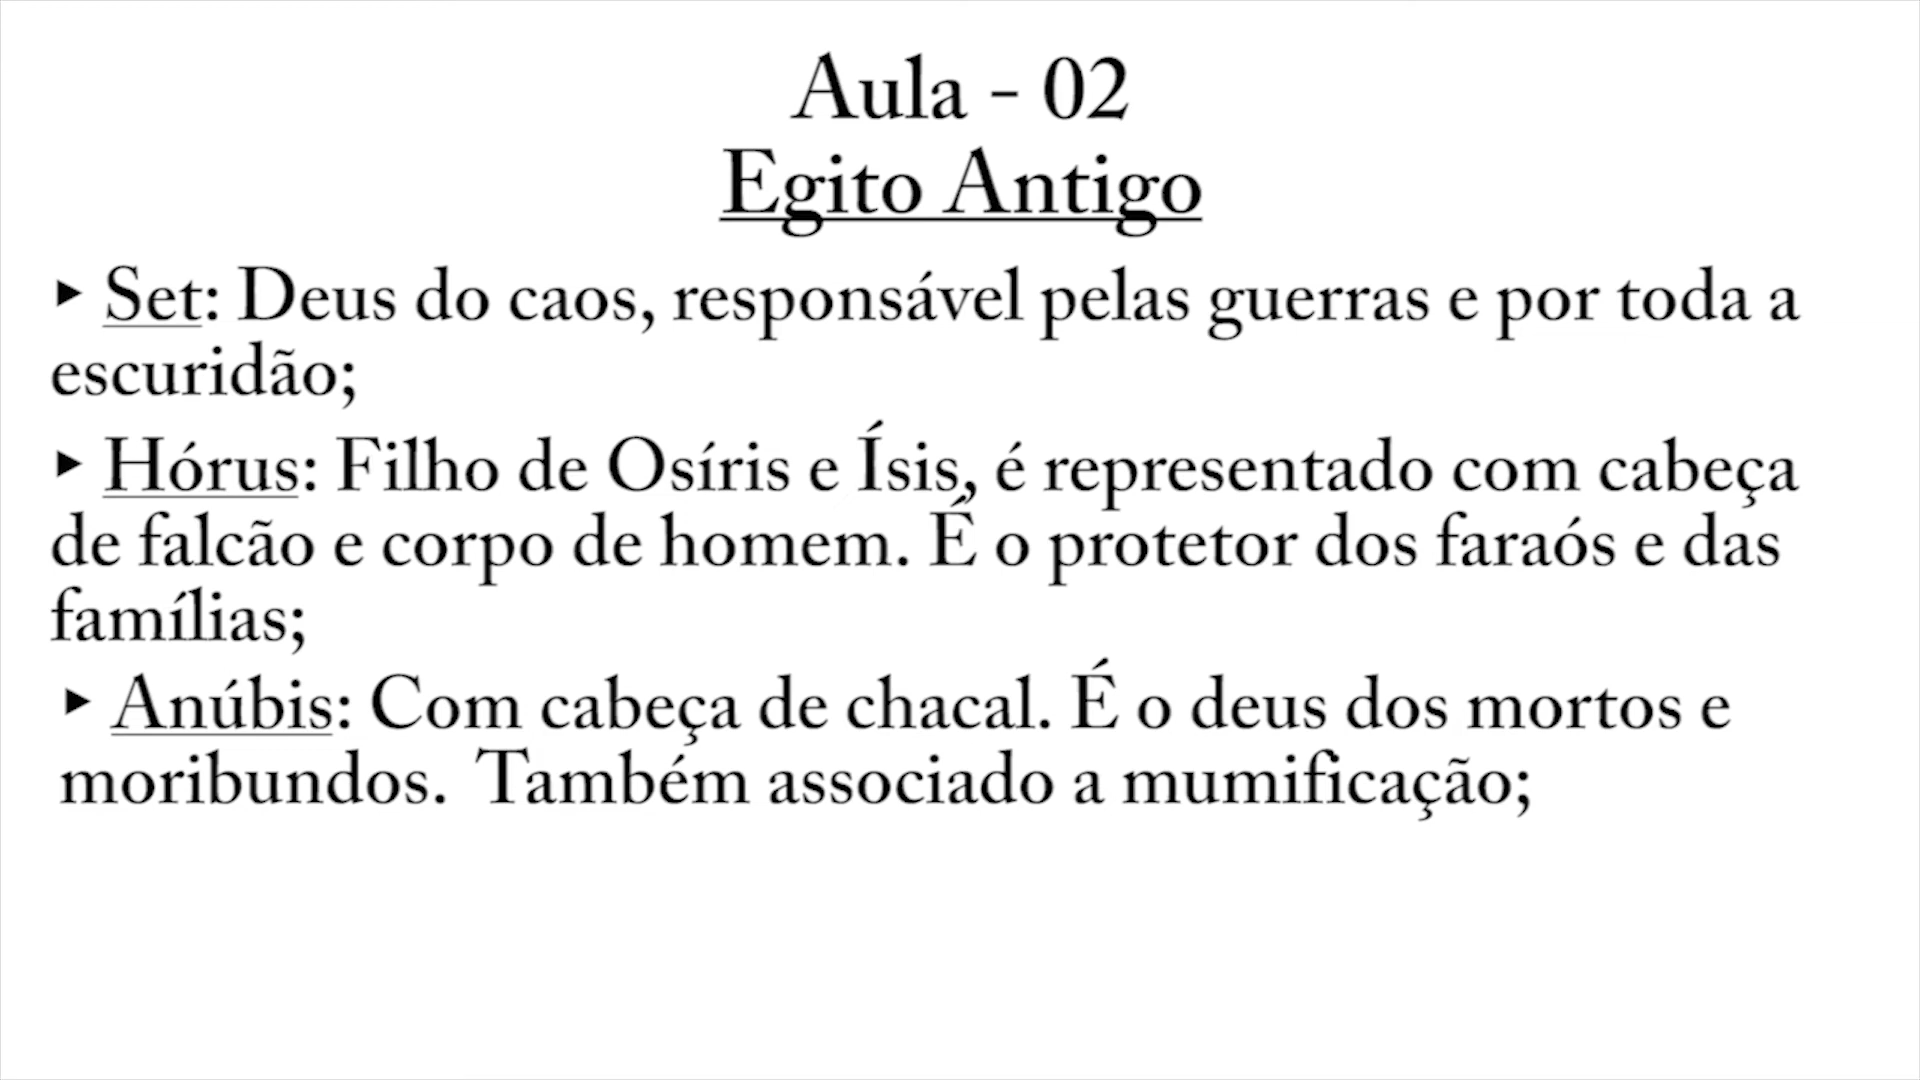 Aula - 02
Egito Antigo
‣ Set: Deus do caos, responsável pelas guerras e por toda a
escuridão;
‣ Hórus: Filho de Osíris e Ísis, é representado com cabeça
de falcão e corpo de homem. É o protetor dos faraós e das
famílias;
‣ Anúbis: Com cabeça de chacal. É o deus dos mortos e
moribundos. Também associado a mumificação;